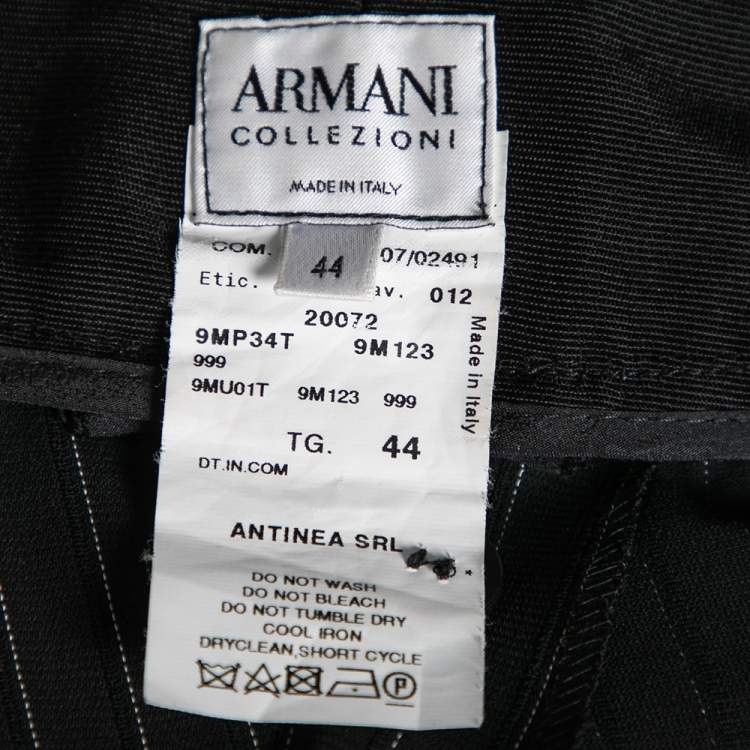 ARMANI
COLLEZIONI
MADE IN ITALY
44
COM. 07/02491
Etic. av. 012
20072
9MP34T 9M123
999
9MU01T 9M123 999
Made in Italy
TG. 44
DT.IN.COM
ANTINEA SRL
DO NOT WASH
DO NOT BLEACH
DO NOT TUMBLE DRY
COOL IRON
DRYCLEAN,SHORT CYCLE
P